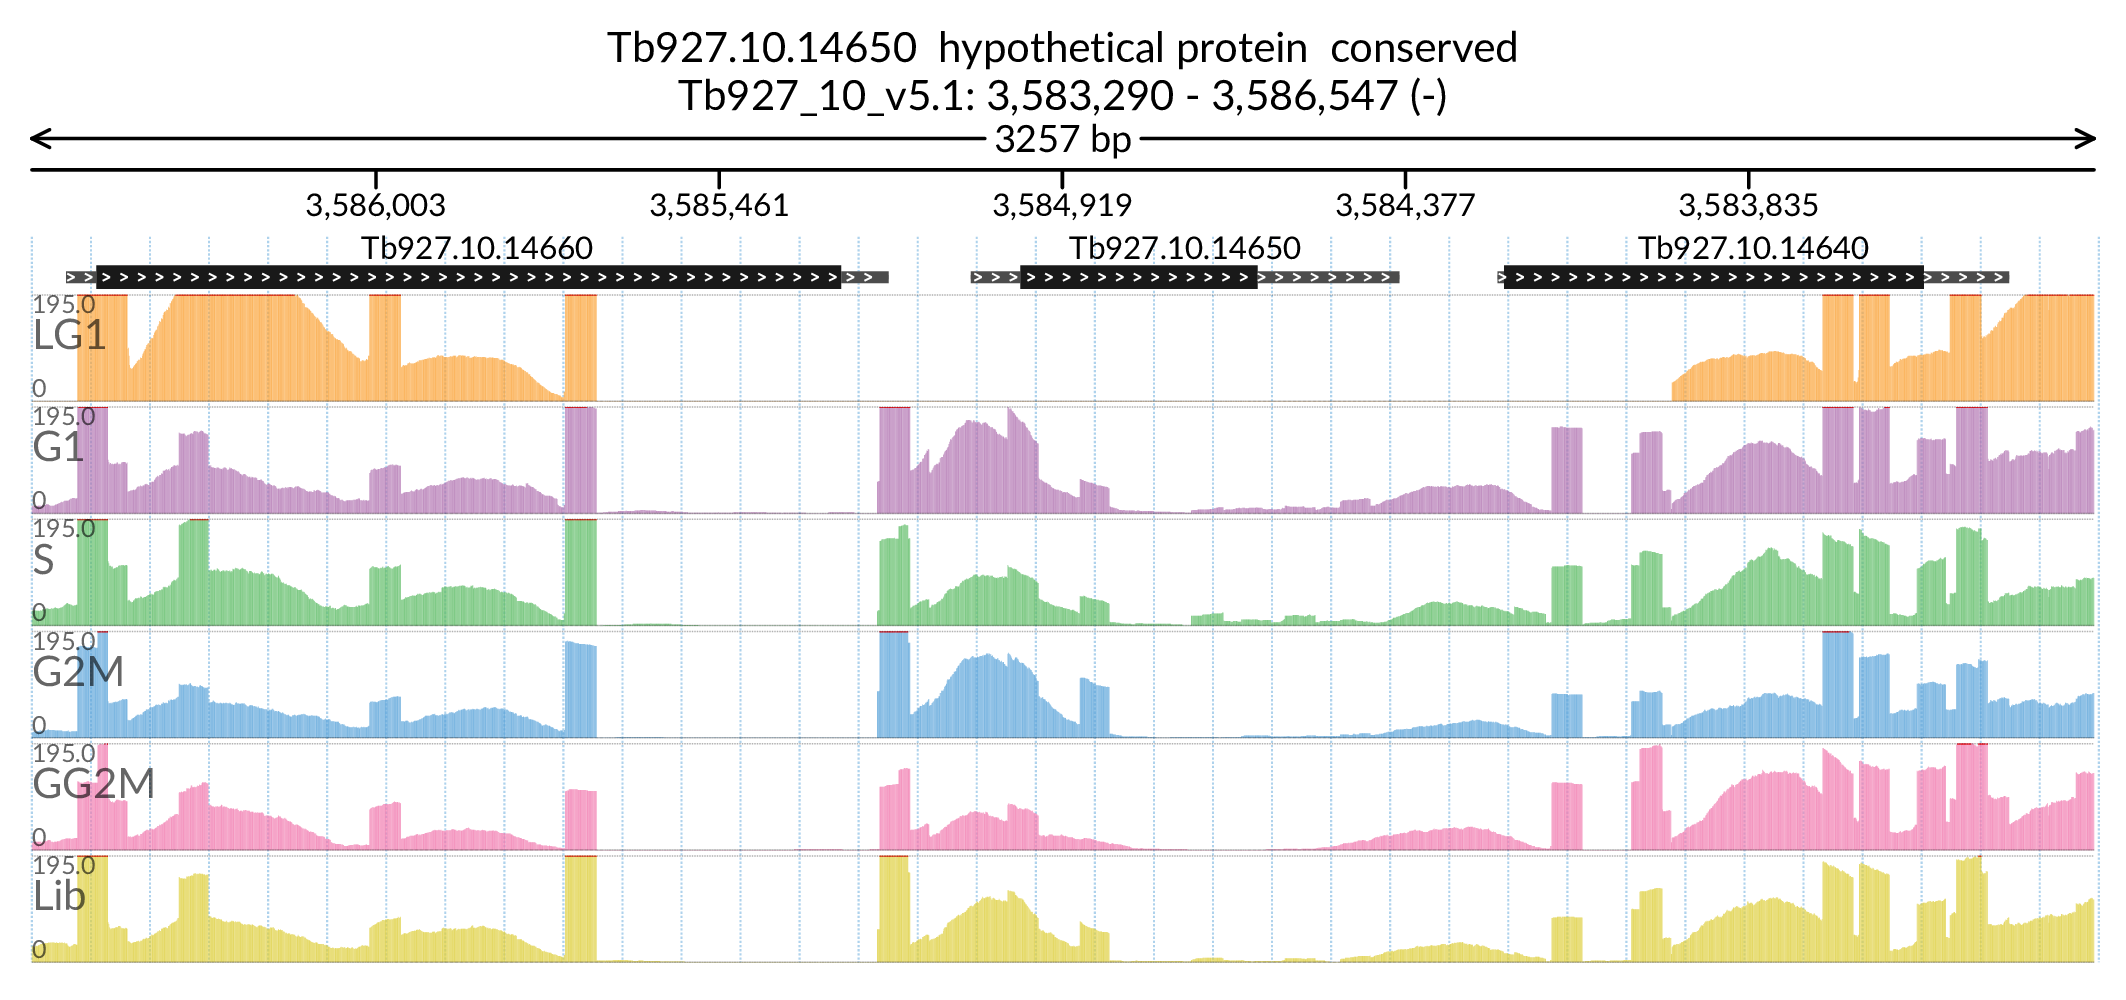 Tb927.10.14650 hypothetical protein conserved
Tb927_10_v5.1: 3,583,290 - 3,586,547 (-)
3257 bp
3,586,003 3,585,461 3,584,919 3,584,377 3,583,835
Tb927.10.14660 Tb927.10.14650 Tb927.10.14640
195.0
LG1
0
195.0
G1
0
195.0
S
0
195.0
G2M
0
195.0
GG2M
0
195.0
Lib
0